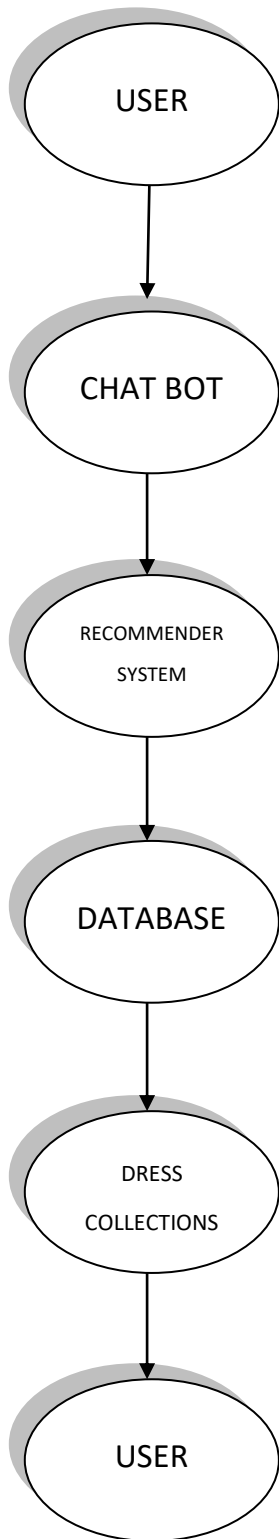 USER
CHAT BOT
RECOMMENDER
SYSTEM
DATABASE
DRESS
COLLECTIONS
USER